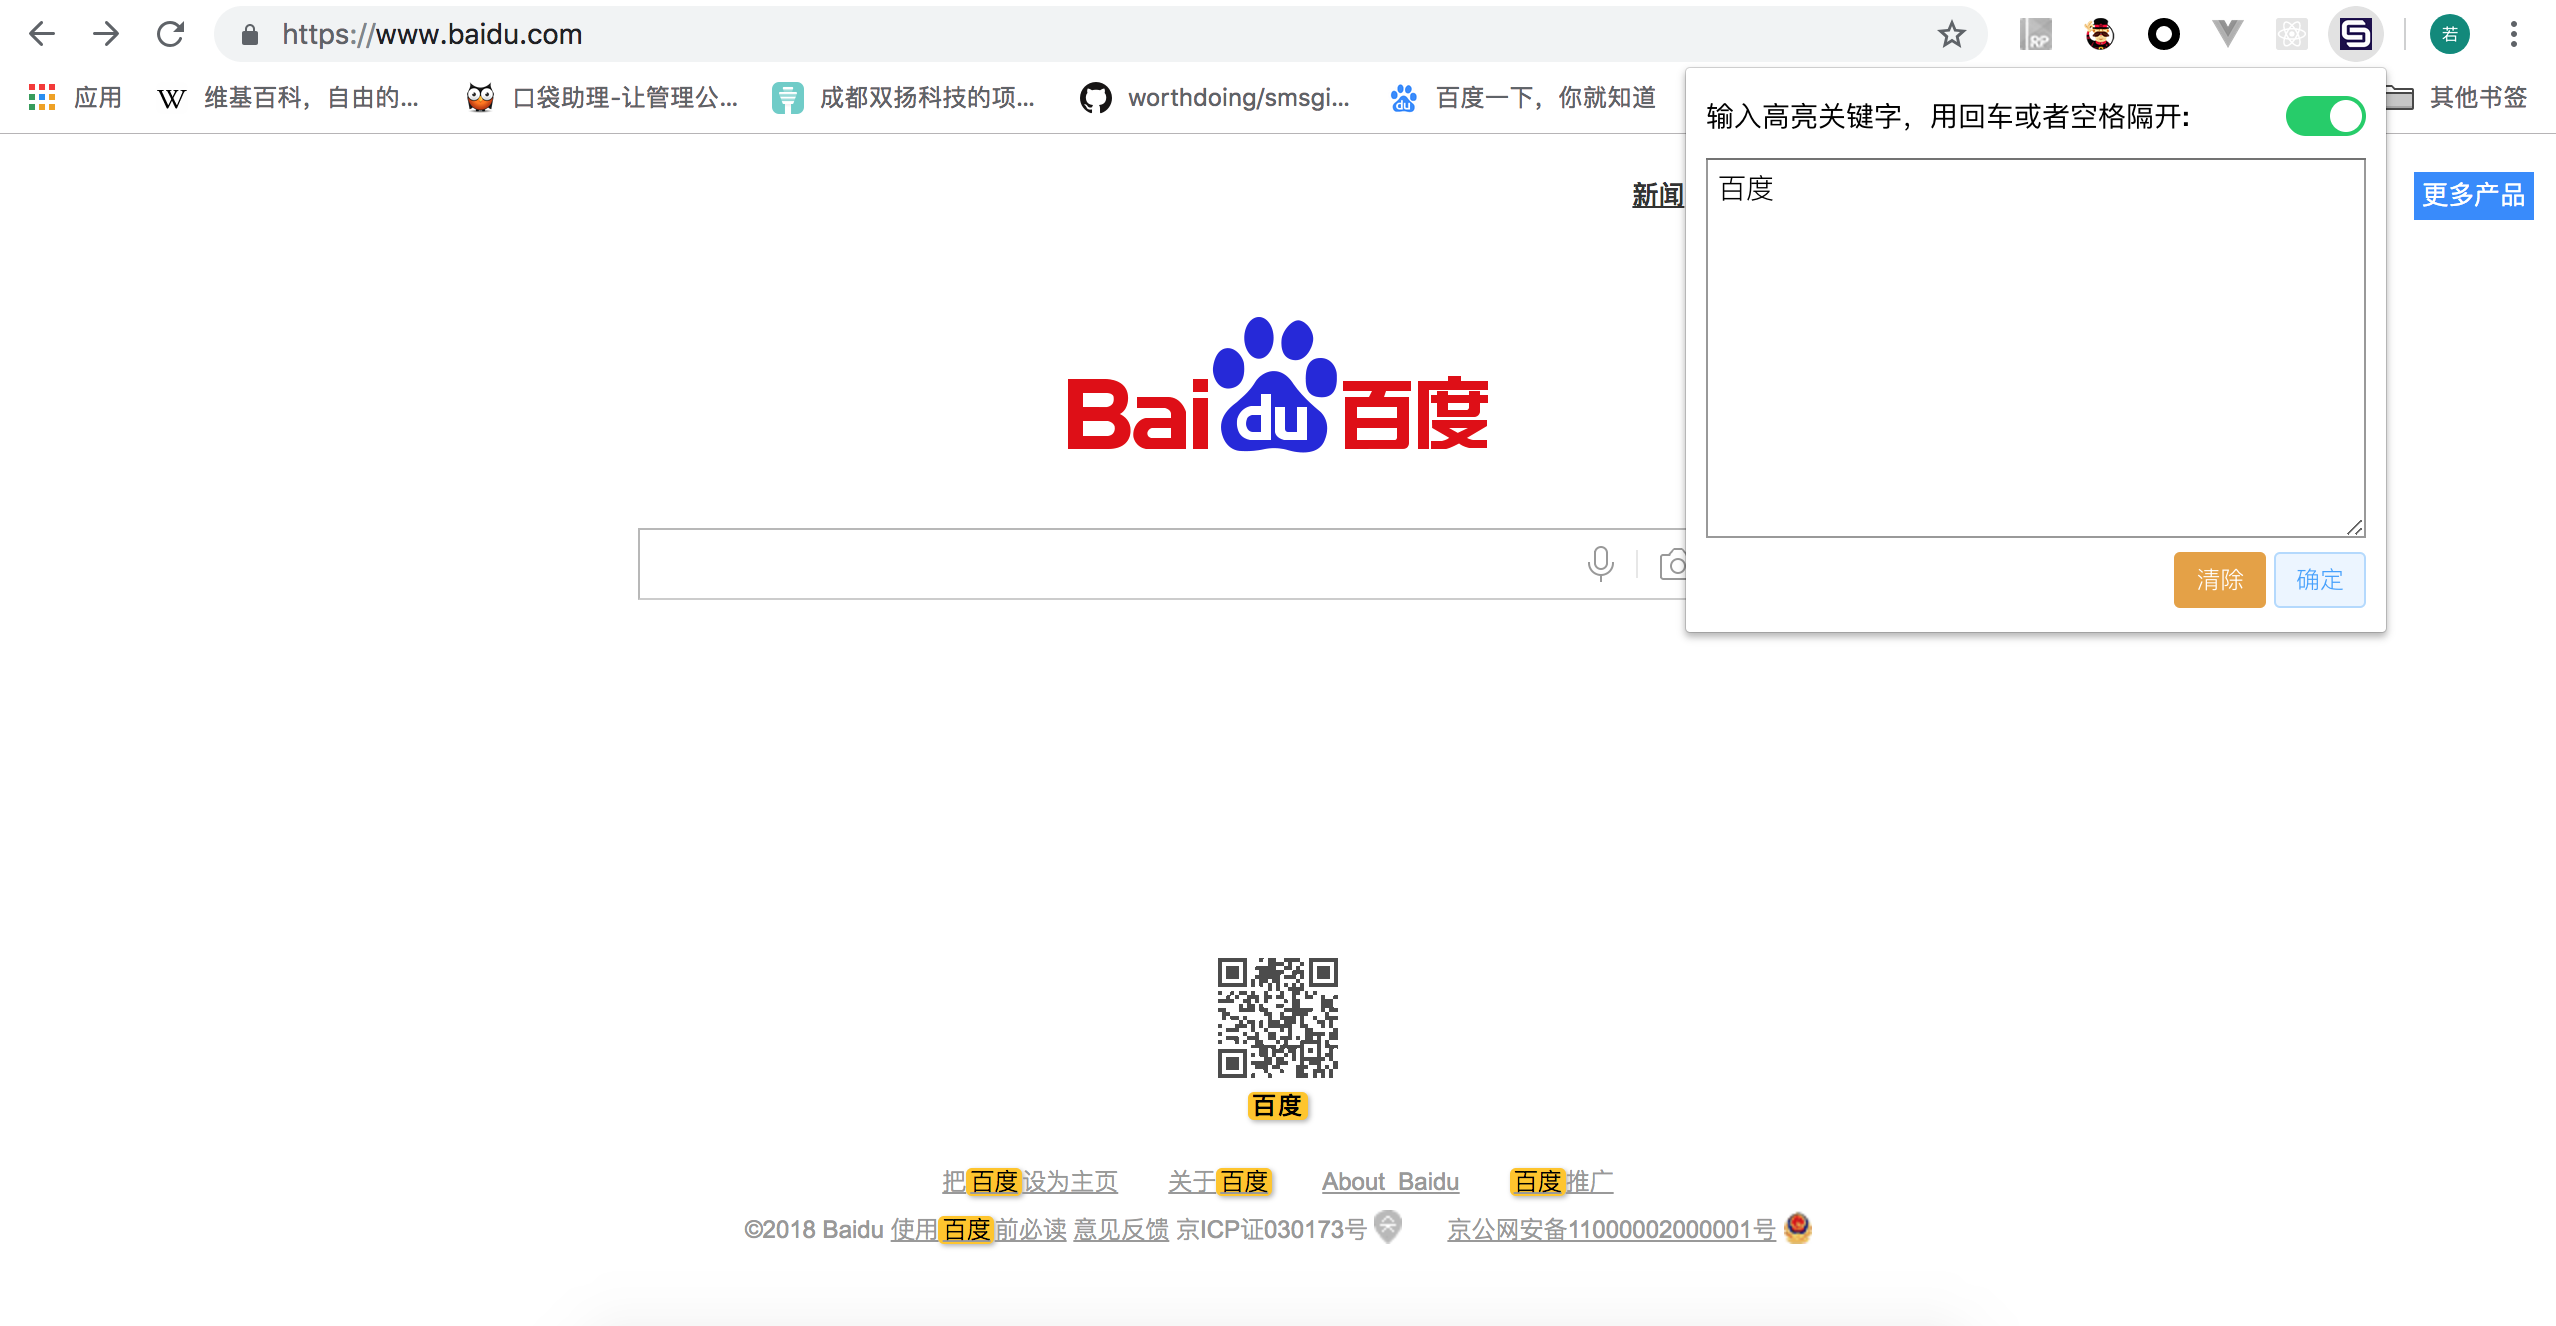 https://www.baidu.com
RP
若
应用
W
维基百科，自由的...
口袋助理-让管理公...
成都双扬科技的项...
worthdoing/smsgi...
du
百度一下，你就知道
其他书签
输入高亮关键字，用回车或者空格隔开:
百度
清除 确定
新闻
更多产品
Bai du 百度
百度
把百度设为主页 关于百度 About Baidu 百度推广
©2018 Baidu 使用百度前必读 意见反馈 京ICP证030173号 京公网安备11000002000001号